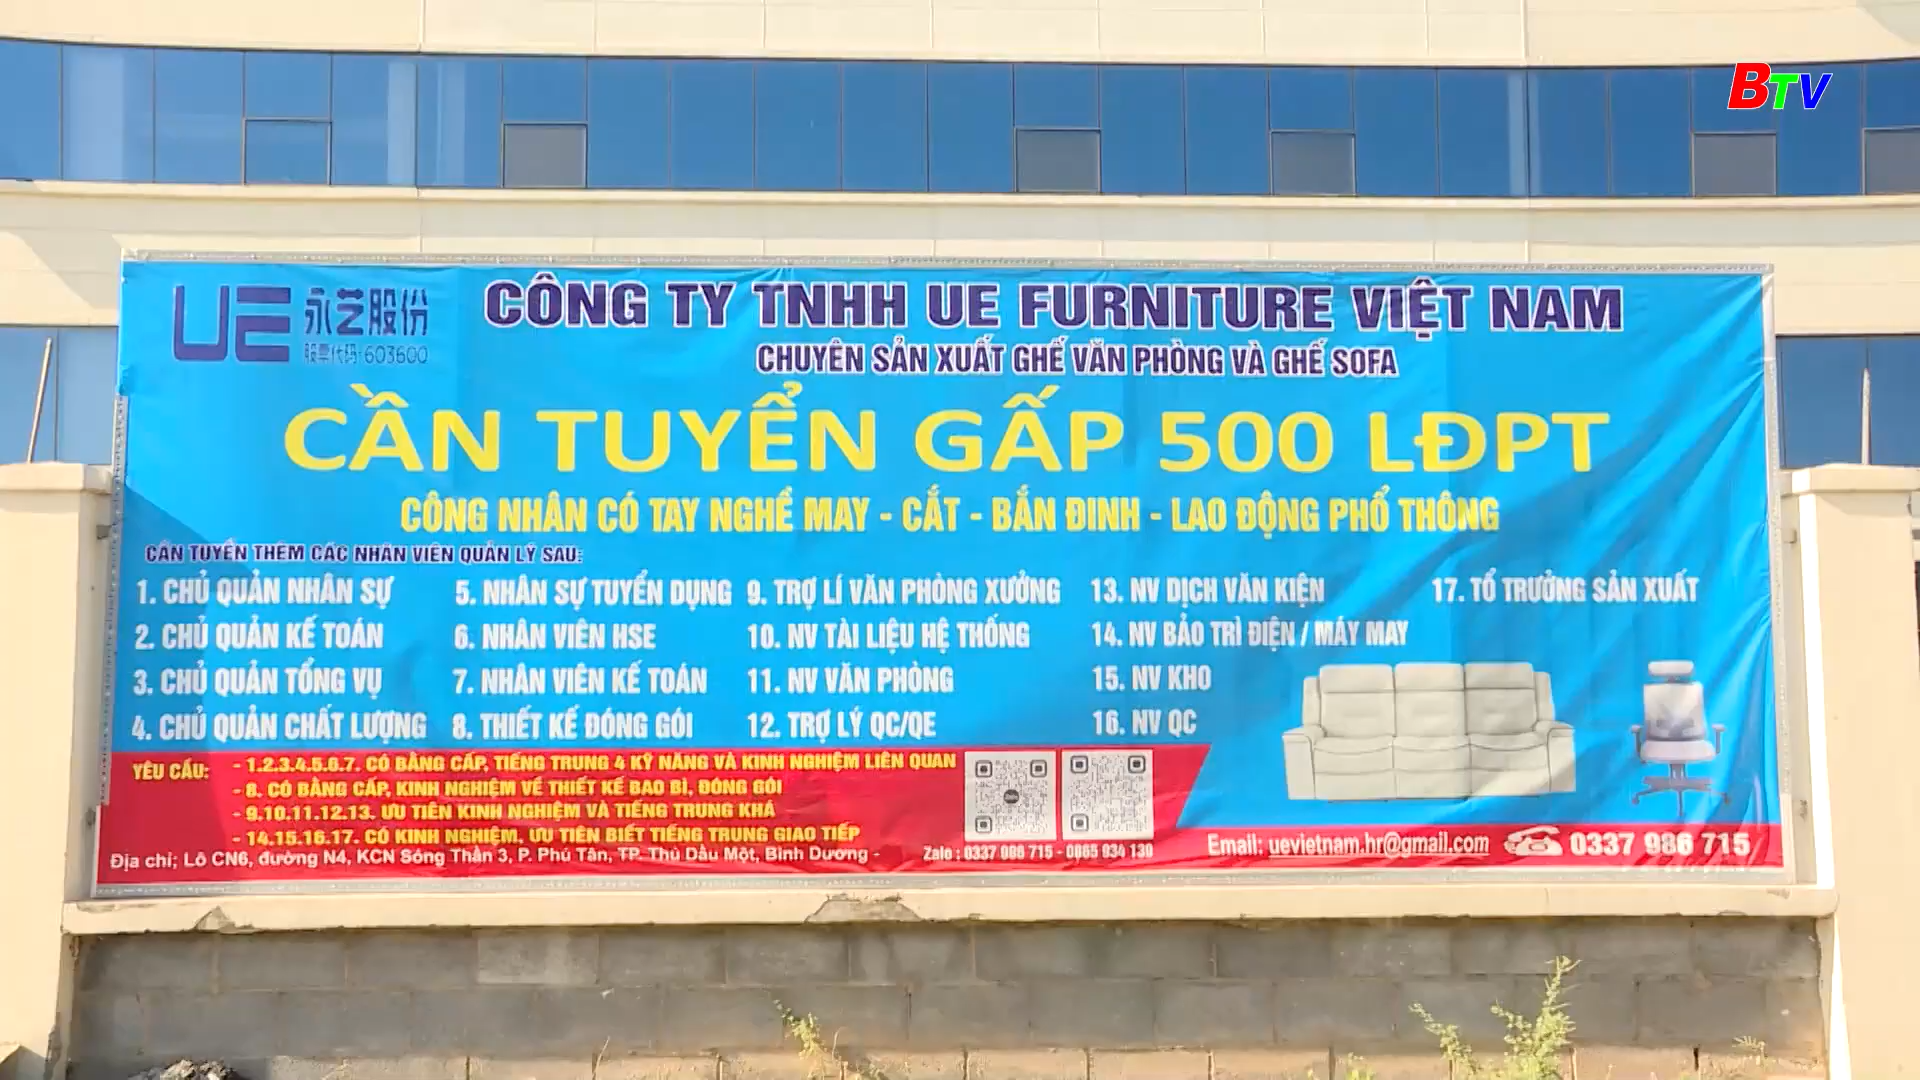 BTV
UE 永艺股份
股票代码:603600
CÔNG TY TNHH UE FURNITURE VIỆT NAM
CHUYÊN SẢN XUẤT GHẾ VĂN PHÒNG VÀ GHẾ SOFA
CẦN TUYỂN GẤP 500 LĐPT
CÔNG NHÂN CÓ TAY NGHỀ MAY - CẮT - BẮN ĐINH - LAO ĐỘNG PHỔ THÔNG
CẦN TUYỂN THÊM CÁC NHÂN VIÊN QUẢN LÝ SAU:
1. CHỦ QUẢN NHÂN SỰ
2. CHỦ QUẢN KẾ TOÁN
3. CHỦ QUẢN TỔNG VỤ
4. CHỦ QUẢN CHẤT LƯỢNG
5. NHÂN SỰ TUYỂN DỤNG
6. NHÂN VIÊN HSE
7. NHÂN VIÊN KẾ TOÁN
8. THIẾT KẾ ĐÓNG GÓI
9. TRỢ LÍ VĂN PHÒNG XƯỞNG
10. NV TÀI LIỆU HỆ THỐNG
11. NV VĂN PHÒNG
12. TRỢ LÝ QC/QE
13. NV DỊCH VĂN KIỆN
14. NV BẢO TRÌ ĐIỆN / MÁY MAY
15. NV KHO
16. NV QC
17. TỔ TRƯỞNG SẢN XUẤT
YÊU CẦU: - 1.2.3.4.5.6.7. CÓ BẰNG CẤP, TIẾNG TRUNG 4 KỸ NĂNG VÀ KINH NGHIỆM LIÊN QUAN
- 8. CÓ BẰNG CẤP, KINH NGHIỆM VỀ THIẾT KẾ BAO BÌ, ĐÓNG GÓI
- 9.10.11.12.13. ƯU TIÊN KINH NGHIỆM VÀ TIẾNG TRUNG KHÁ
- 14.15.16.17. CÓ KINH NGHIỆM, ƯU TIÊN BIẾT TIẾNG TRUNG GIAO TIẾP
Địa chỉ; Lô CN6, đường N4, KCN Sóng Thần 3, P. Phú Tân, TP. Thủ Dầu Một, Bình Dương -
Zalo : 0337 986 715 - 0865 934 139
Email: uevietnam.hr@gmail.com 0337 986 715